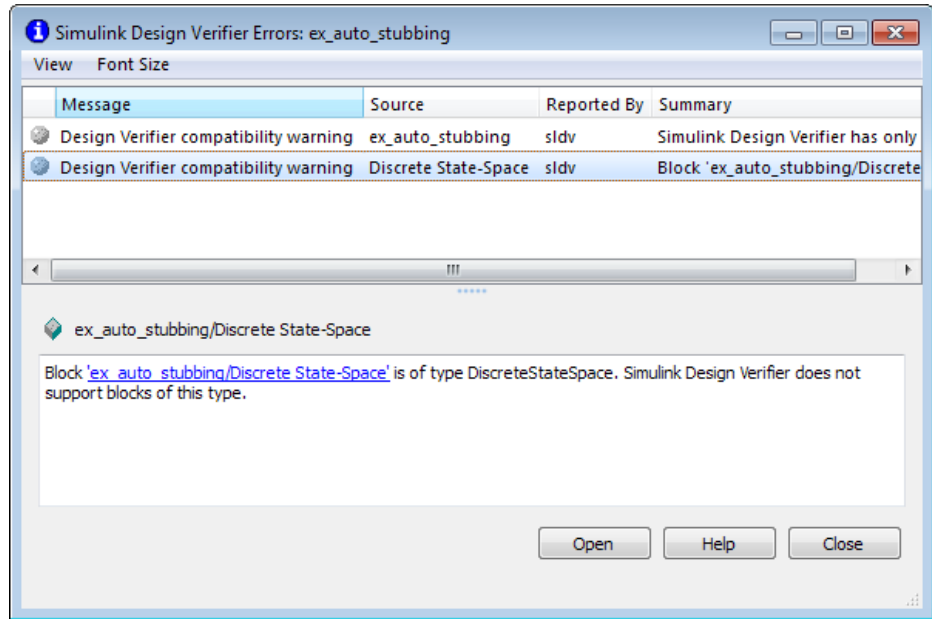 Simulink Design Verifier Errors: ex_auto_stubbing
View Font Size
Message Source Reported By Summary
Design Verifier compatibility warning ex_auto_stubbing sldv Simulink Design Verifier has only
Design Verifier compatibility warning Discrete State-Space sldv Block 'ex_auto_stubbing/Discrete
ex_auto_stubbing/Discrete State-Space
Block 'ex_auto_stubbing/Discrete State-Space' is of type DiscreteStateSpace. Simulink Design Verifier does not
support blocks of this type.
Open Help Close